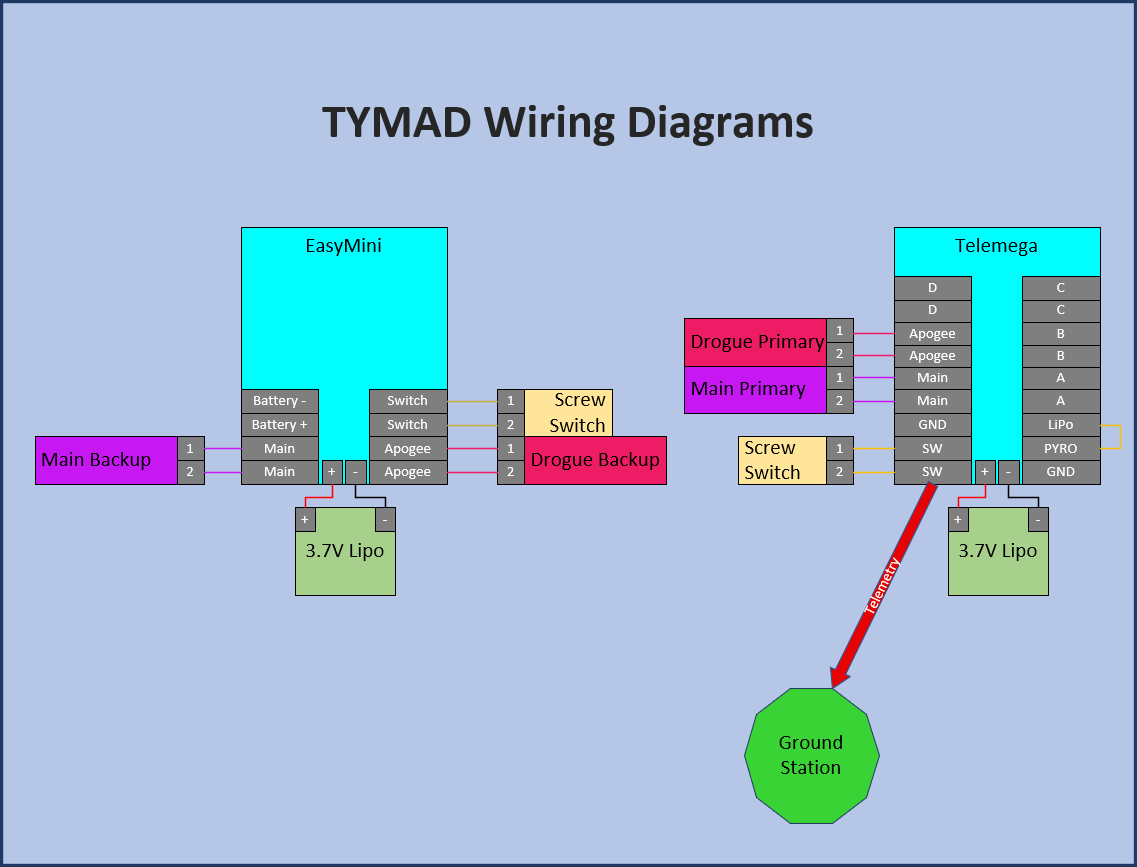 TYMAD Wiring Diagrams
EasyMini
Battery -
Battery +
Main
Main
Switch
Switch
Apogee
Apogee
+
-
Main Backup
1
2
1
2
1
2
Screw
Switch
Drogue Backup
+
-
3.7V Lipo
Telemega
D
D
Apogee
Apogee
Main
Main
GND
SW
SW
C
C
B
B
A
A
LiPo
PYRO
GND
+
-
Drogue Primary
1
2
Main Primary
1
2
Screw
Switch
1
2
+
-
3.7V Lipo
Telemetry
Ground
Station